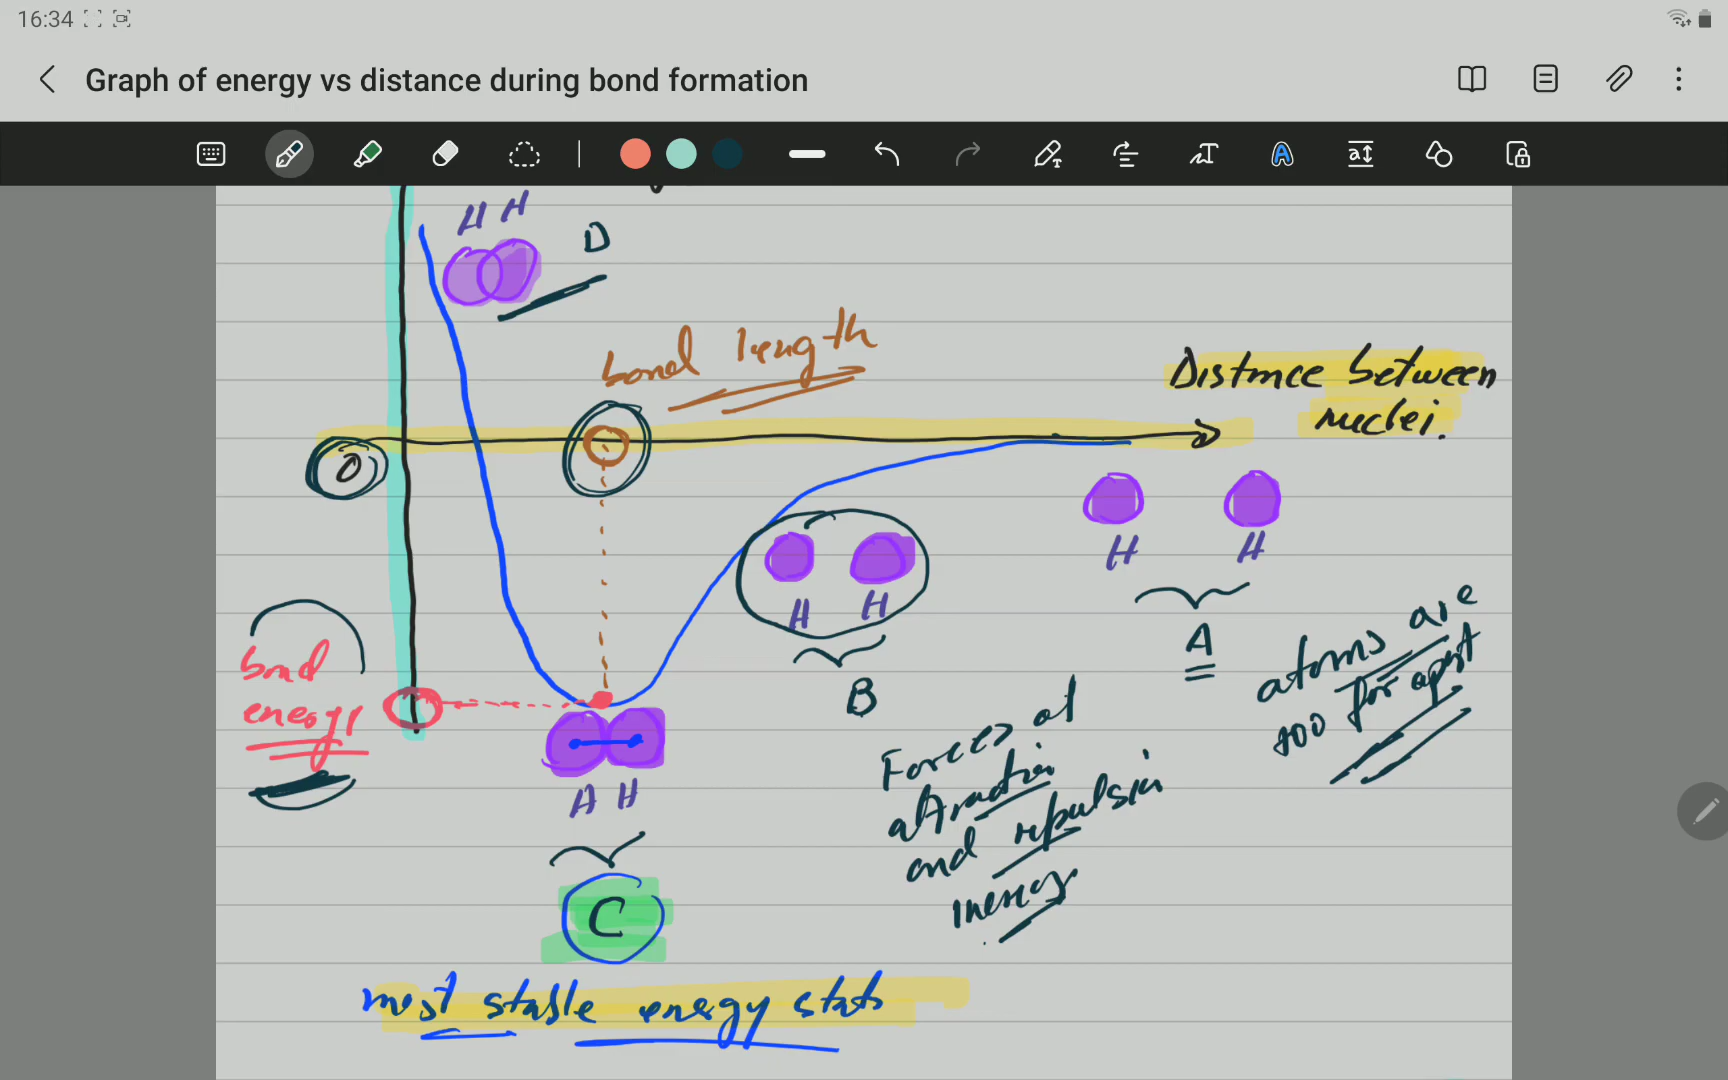 16:34
Graph of energy vs distance during bond formation
H H
D
bond length
Distance between
nuclei.
O
H H
A
atoms are
too far apart
H H
B
bond
energy
Forces of
attraction
and repulsion
increase
H H
C
most stable energy state